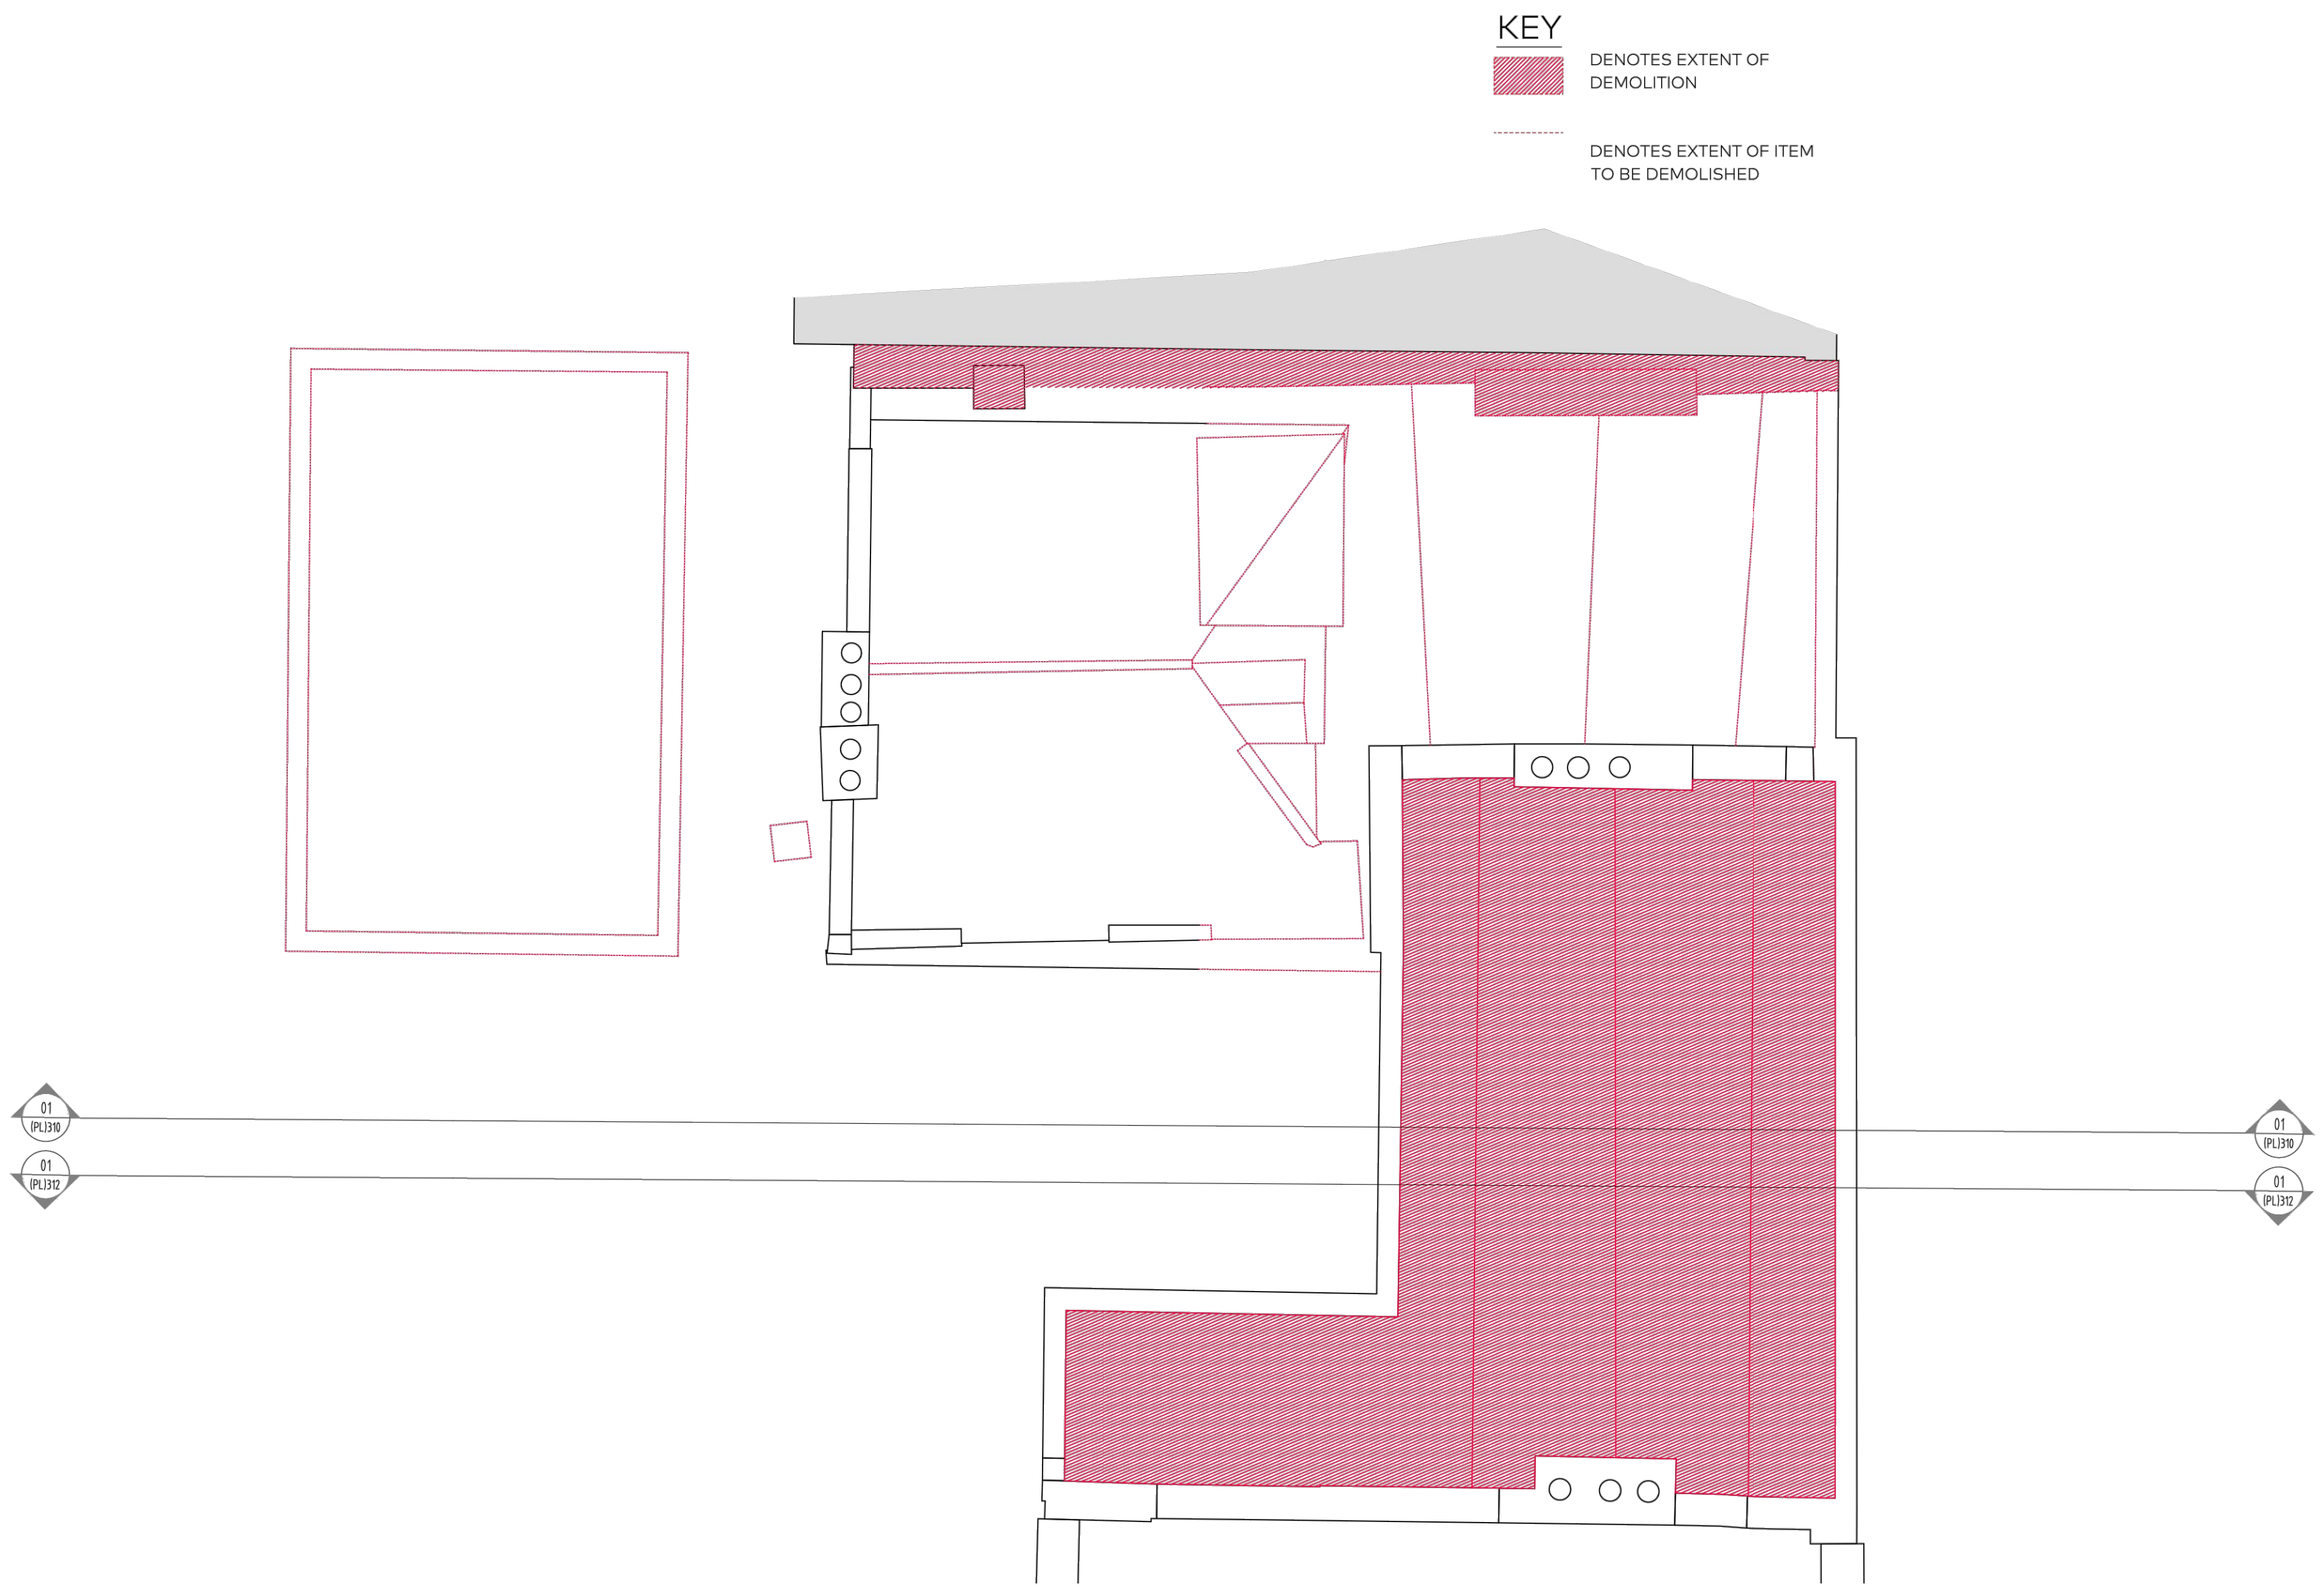 KEY
DENOTES EXTENT OF
DEMOLITION
DENOTES EXTENT OF ITEM
TO BE DEMOLISHED
01
(PL)310
01
(PL)310
01
(PL)312
01
(PL)312